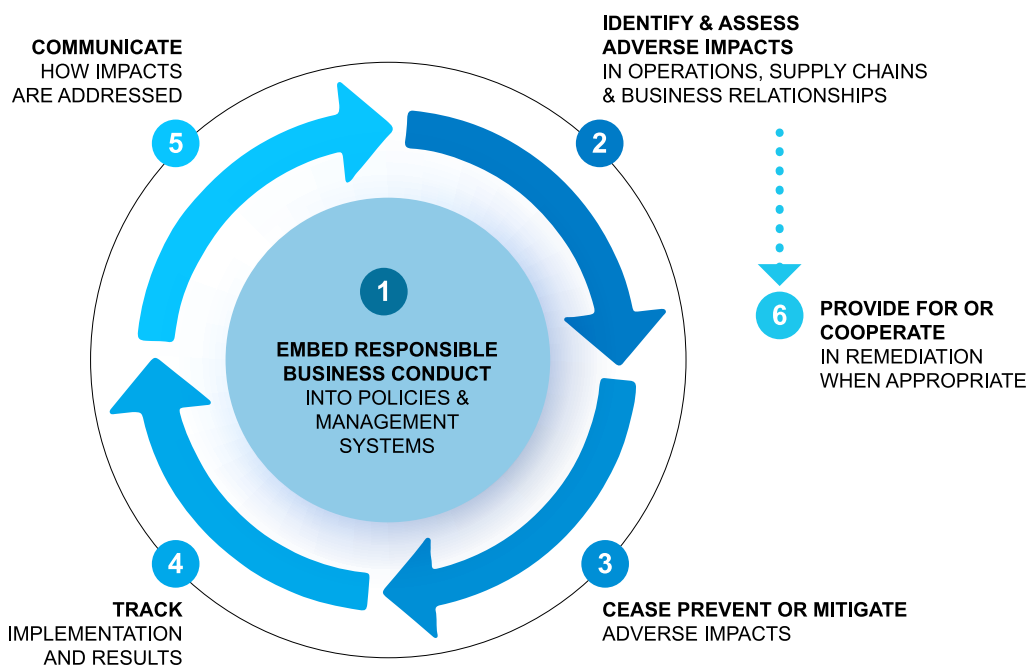 1
EMBED RESPONSIBLE
BUSINESS CONDUCT
INTO POLICIES &
MANAGEMENT
SYSTEMS
IDENTIFY & ASSESS
ADVERSE IMPACTS
IN OPERATIONS, SUPPLY CHAINS
& BUSINESS RELATIONSHIPS
2
CEASE PREVENT OR MITIGATE
ADVERSE IMPACTS
3
TRACK
IMPLEMENTATION
AND RESULTS
4
COMMUNICATE
HOW IMPACTS
ARE ADDRESSED
5
6
PROVIDE FOR OR
COOPERATE
IN REMEDIATION
WHEN APPROPRIATE